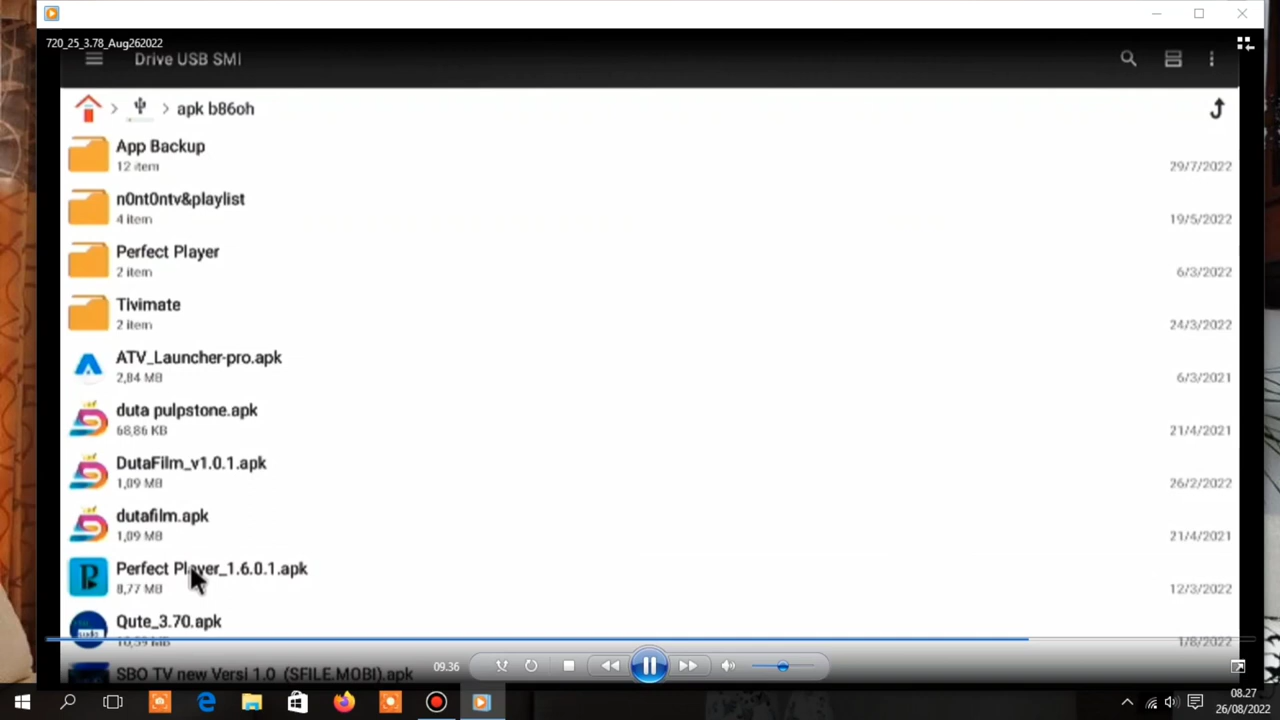 720_25_3.78_Aug262022
Drive USB SMI
apk b86oh
App Backup
12 item
29/7/2022
n0nt0ntv&playlist
4 item
19/5/2022
Perfect Player
2 item
6/3/2022
Tivimate
2 item
24/3/2022
ATV_Launcher-pro.apk
2,84 MB
6/3/2021
duta pulpstone.apk
68,86 KB
21/4/2021
DutaFilm_v1.0.1.apk
1,09 MB
26/2/2022
dutafilm.apk
1,09 MB
21/4/2021
Perfect Player_1.6.0.1.apk
8,77 MB
12/3/2022
Qute_3.70.apk
10,59 MB
1/8/2022
SBO TV new Versi 1.0 (SFILE.MOBI).apk
09.36
08.27
26/08/2022